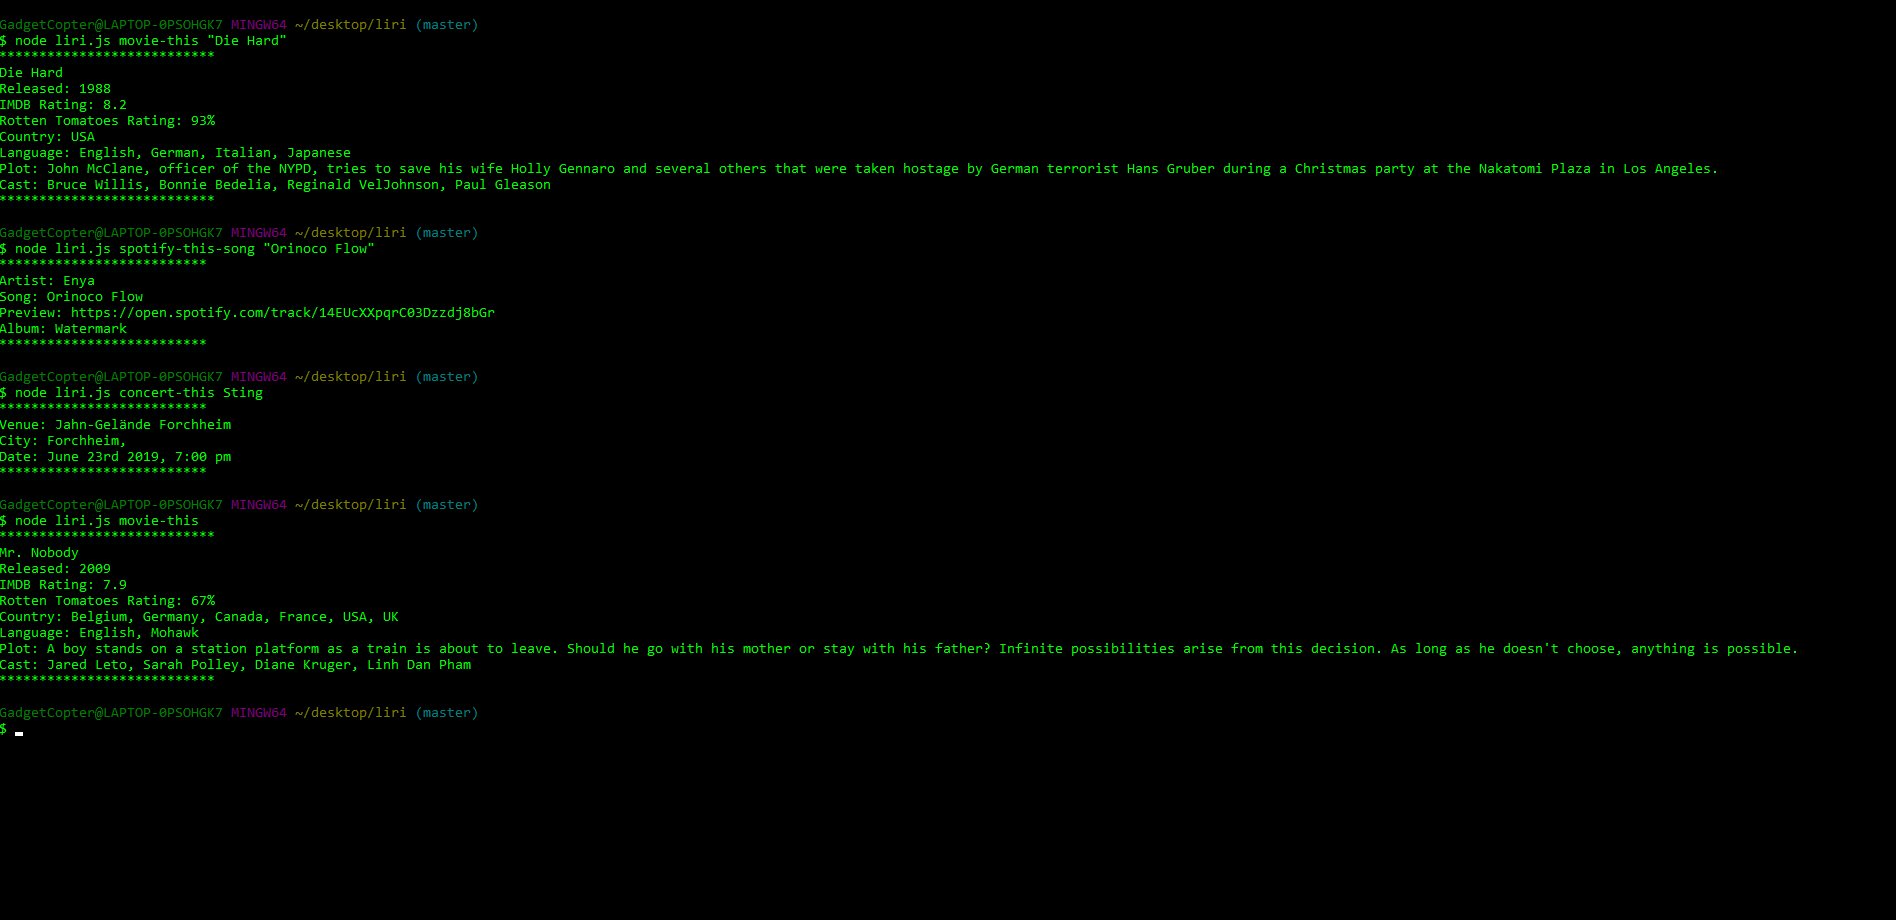 GadgetCopter@LAPTOP-0PSOHGK7 MINGW64 ~/desktop/liri (master)
$ node liri.js movie-this "Die Hard"
***************************
Die Hard
Released: 1988
IMDB Rating: 8.2
Rotten Tomatoes Rating: 93%
Country: USA
Language: English, German, Italian, Japanese
Plot: John McClane, officer of the NYPD, tries to save his wife Holly Gennaro and several others that were taken hostage by German terrorist Hans Gruber during a Christmas party at the Nakatomi Plaza in Los Angeles.
Cast: Bruce Willis, Bonnie Bedelia, Reginald VelJohnson, Paul Gleason
***************************
GadgetCopter@LAPTOP-0PSOHGK7 MINGW64 ~/desktop/liri (master)
$ node liri.js spotify-this-song "Orinoco Flow"
**************************
Artist: Enya
Song: Orinoco Flow
Preview: https://open.spotify.com/track/14EUcXXpqrC03Dzzdj8bGr
Album: Watermark
**************************
GadgetCopter@LAPTOP-0PSOHGK7 MINGW64 ~/desktop/liri (master)
$ node liri.js concert-this Sting
**************************
Venue: Jahn-Gelände Forchheim
City: Forchheim,
Date: June 23rd 2019, 7:00 pm
**************************
GadgetCopter@LAPTOP-0PSOHGK7 MINGW64 ~/desktop/liri (master)
$ node liri.js movie-this
***************************
Mr. Nobody
Released: 2009
IMDB Rating: 7.9
Rotten Tomatoes Rating: 67%
Country: Belgium, Germany, Canada, France, USA, UK
Language: English, Mohawk
Plot: A boy stands on a station platform as a train is about to leave. Should he go with his mother or stay with his father? Infinite possibilities arise from this decision. As long as he doesn't choose, anything is possible.
Cast: Jared Leto, Sarah Polley, Diane Kruger, Linh Dan Pham
***************************
GadgetCopter@LAPTOP-0PSOHGK7 MINGW64 ~/desktop/liri (master)
$